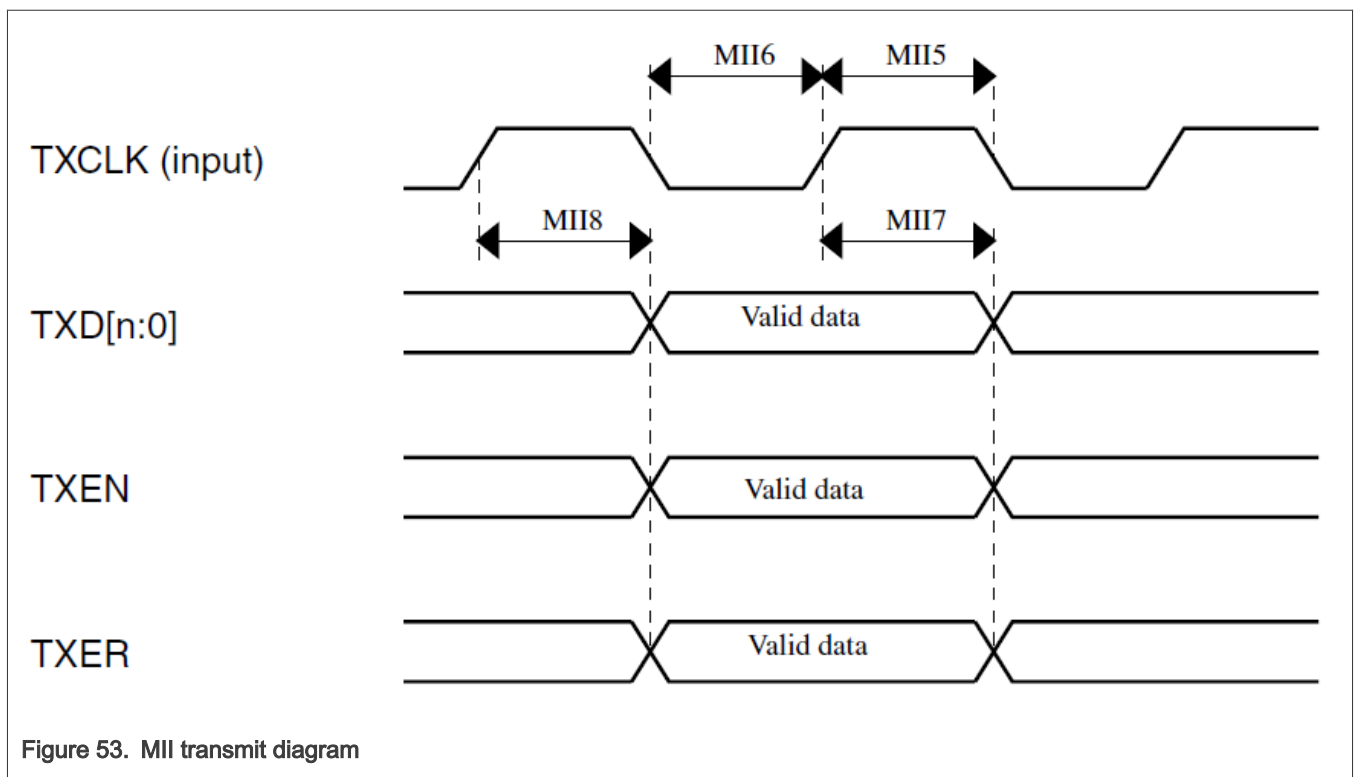 MII6 MII5
TXCLK (input)
MII8 MII7
TXD[n:0] Valid data
TXEN Valid data
TXER Valid data
Figure 53. MII transmit diagram